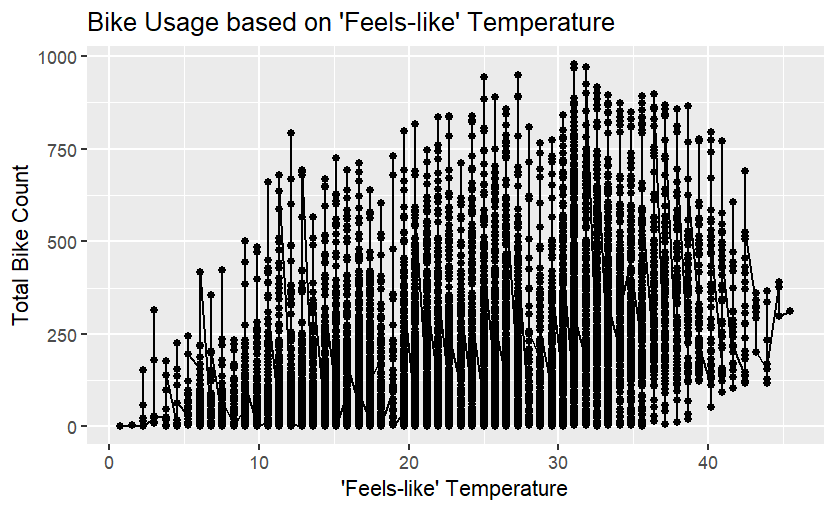 Bike Usage based on 'Feels-like' Temperature
Total Bike Count
1000
750
500
250
0
0 10 20 30 40
'Feels-like' Temperature